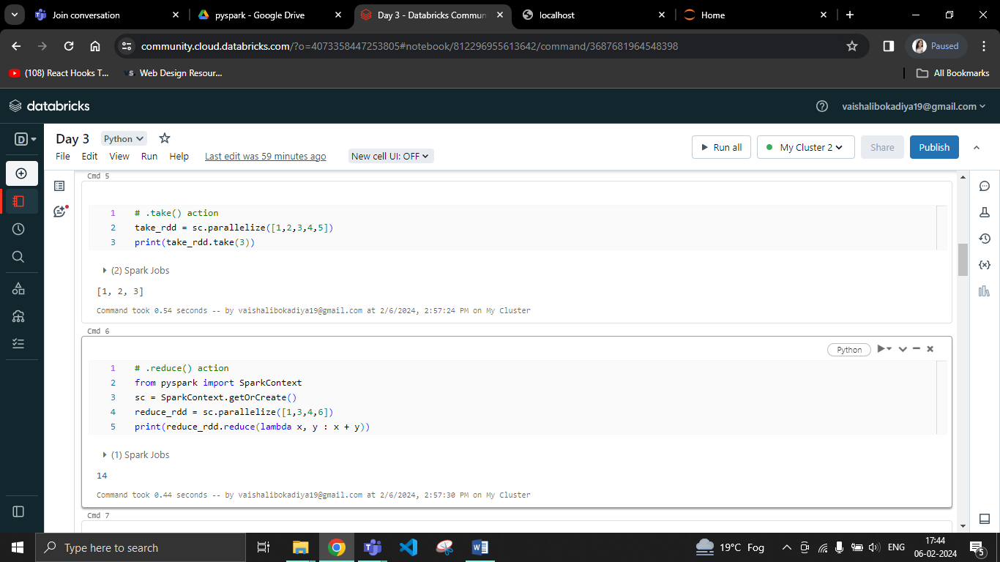 Join conversation
pyspark - Google Drive
Day 3 - Databricks Commun
localhost
Home
community.cloud.databricks.com/?o=4073358447253805#notebook/812296955613642/command/3687681964548398
Paused
(108) React Hooks T...
VS
Web Design Resour...
All Bookmarks
databricks
vaishalibokadiya19@gmail.com
D
Day 3
Python
File Edit View Run Help
Last edit was 59 minutes ago
New cell UI: OFF
Run all
My Cluster 2
Share
Publish
Cmd 5
1 # .take() action
2 take_rdd = sc.parallelize([1,2,3,4,5])
3 print(take_rdd.take(3))
(2) Spark Jobs
[1, 2, 3]
Command took 0.54 seconds -- by vaishalibokadiya19@gmail.com at 2/6/2024, 2:57:24 PM on My Cluster
Cmd 6
Python
1 # .reduce() action
2 from pyspark import SparkContext
3 sc = SparkContext.getOrCreate()
4 reduce_rdd = sc.parallelize([1,3,4,6])
5 print(reduce_rdd.reduce(lambda x, y : x + y))
(1) Spark Jobs
14
Command took 0.44 seconds -- by vaishalibokadiya19@gmail.com at 2/6/2024, 2:57:30 PM on My Cluster
Cmd 7
Type here to search
19°C Fog
ENG
17:44
06-02-2024
5